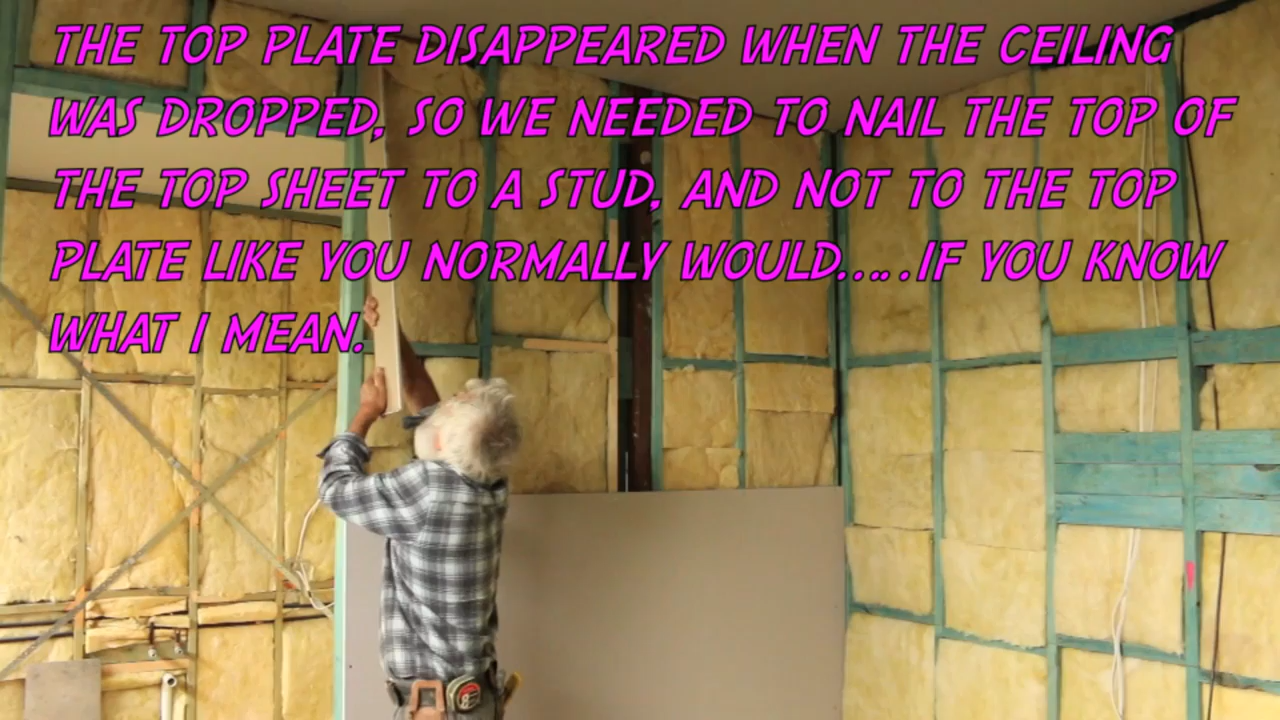 THE TOP PLATE DISAPPEARED WHEN THE CEILING
WAS DROPPED, SO WE NEEDED TO NAIL THE TOP OF
THE TOP SHEET TO A STUD, AND NOT TO THE TOP
PLATE LIKE YOU NORMALLY WOULD.....IF YOU KNOW
WHAT I MEAN.